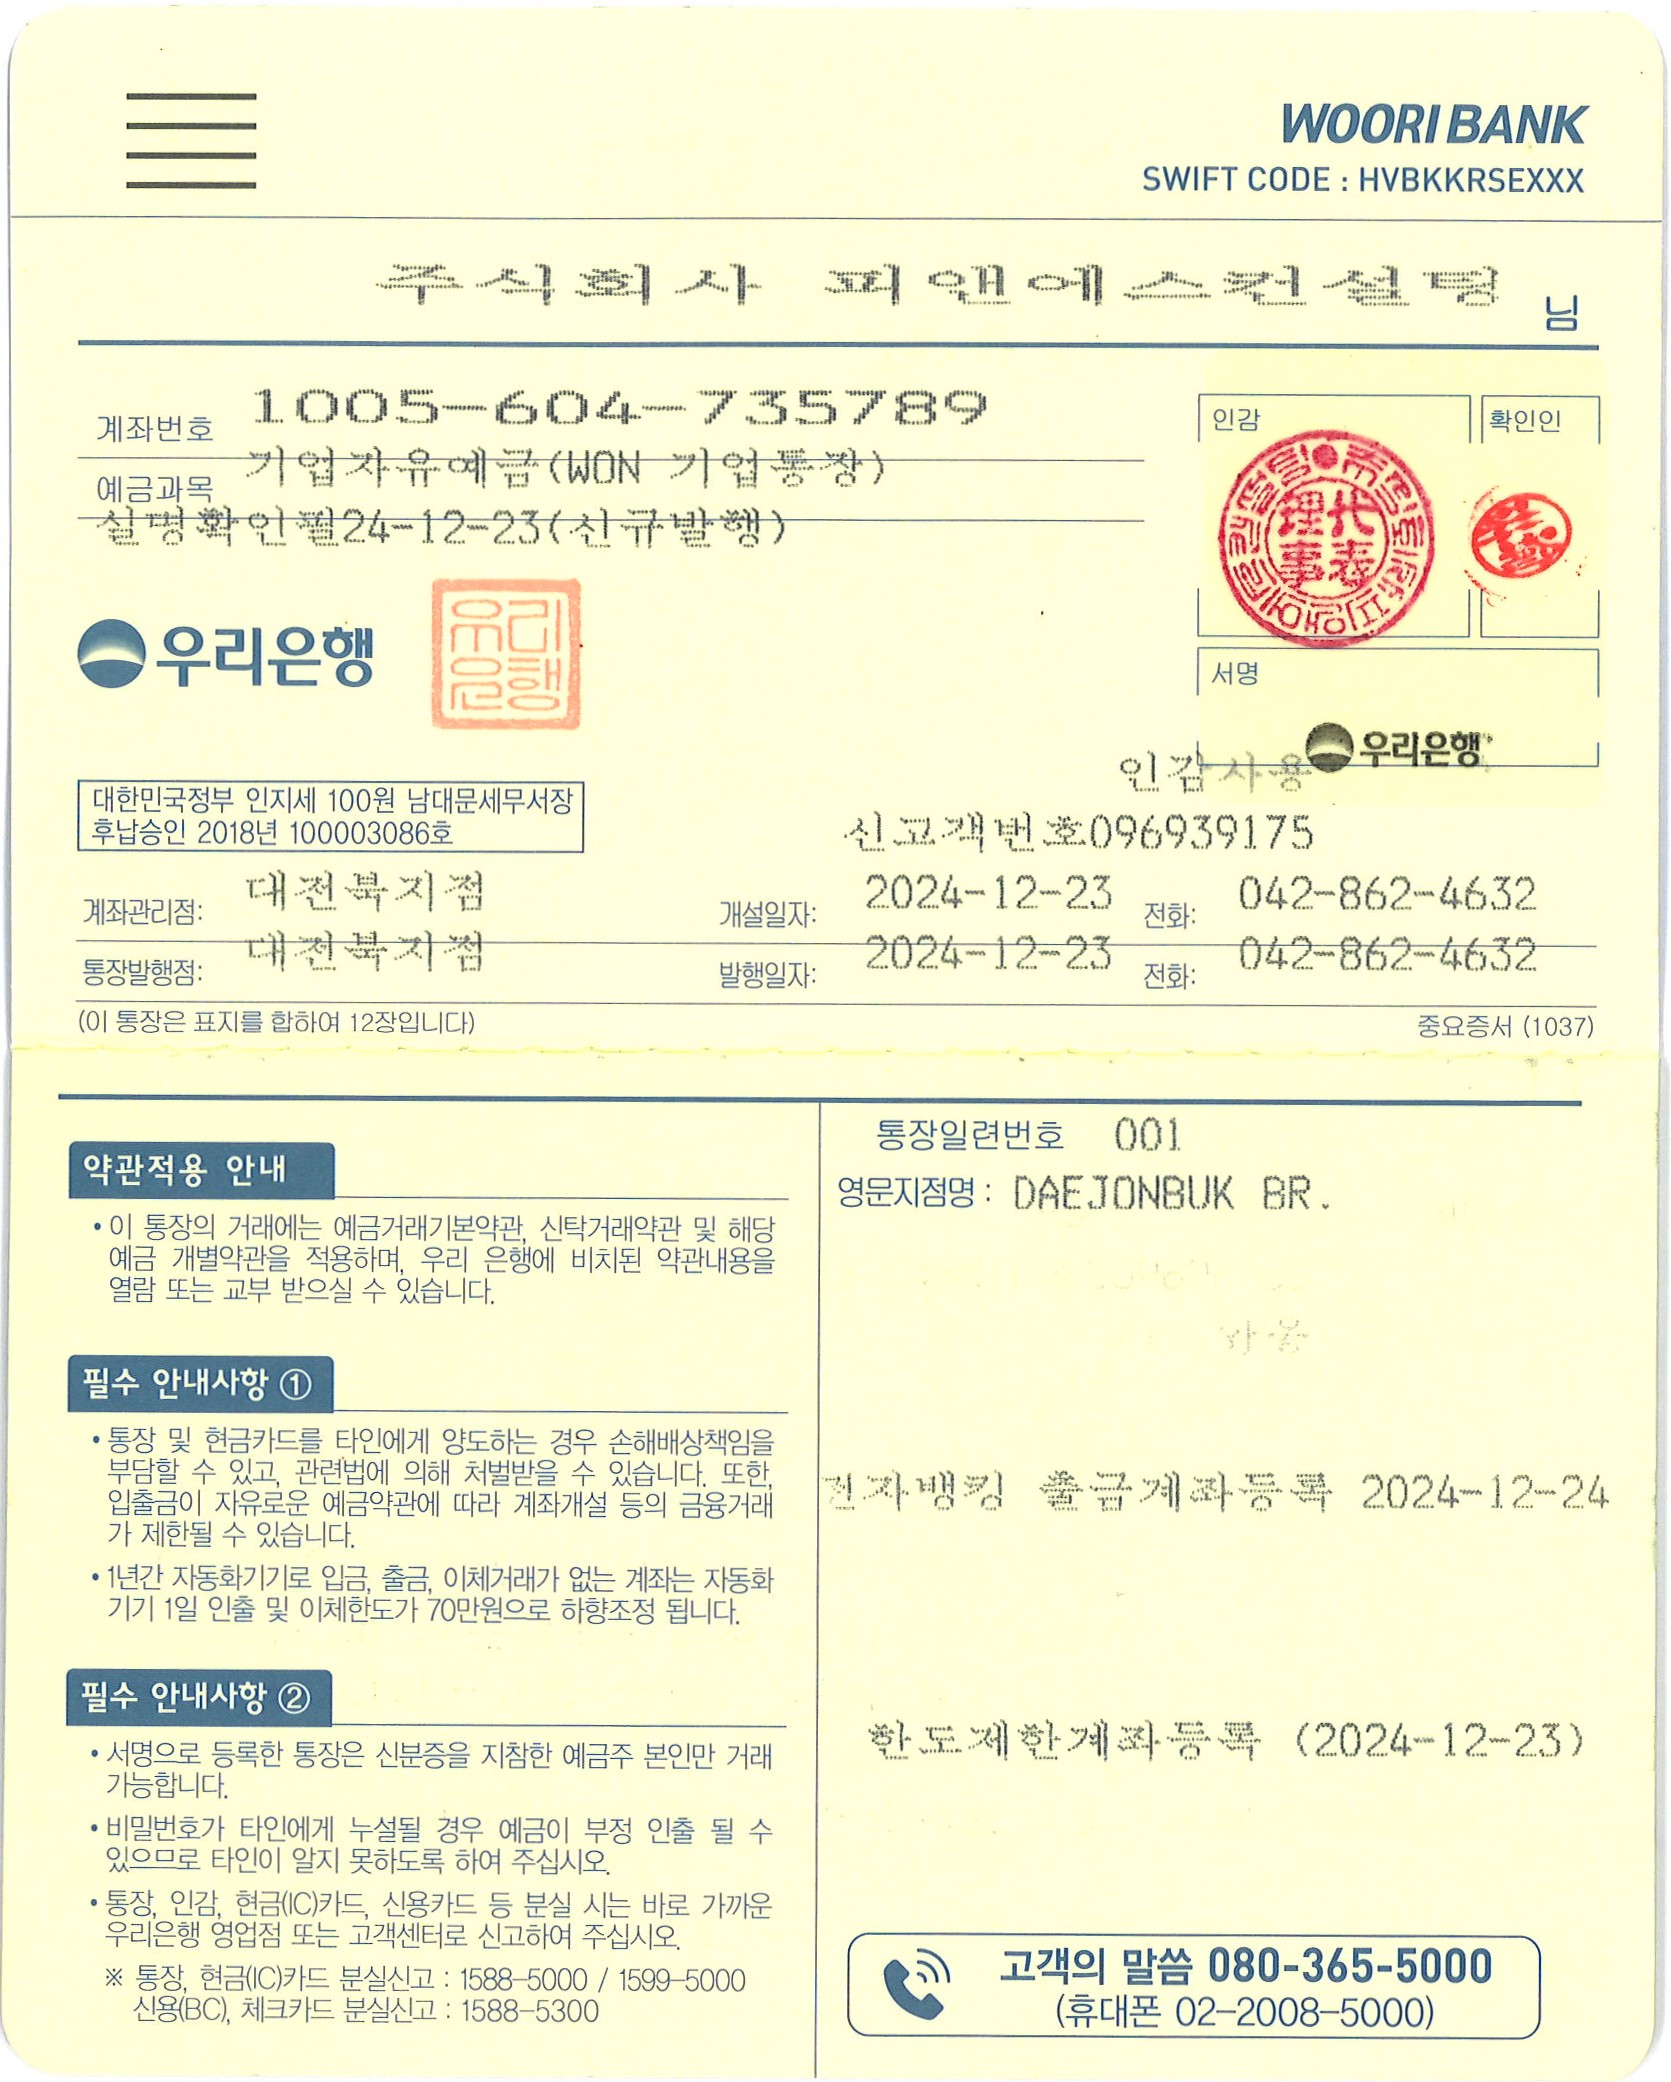 WOORI BANK
SWIFT CODE : HVBKKRSEXXX
주식회사 피앤에스컨설팅 님
계좌번호 1005-604-735789
예금과목 기업자유예금(WON 기업통장)
실명확인필24-12-23(신규발행)
인감 확인인
代表理事
우리은행
우리은행
서명
우리은행
인감사용
대한민국정부 인지세 100원 남대문세무서장
후납승인 2018년 100003086호
신고객번호096939175
계좌관리점: 대전북지점 개설일자: 2024-12-23 전화: 042-862-4632
통장발행점: 대전북지점 발행일자: 2024-12-23 전화: 042-862-4632
(이 통장은 표지를 합하여 12장입니다) 중요증서 (1037)
약관적용 안내
• 이 통장의 거래에는 예금거래기본약관, 신탁거래약관 및 해당
예금 개별약관을 적용하며, 우리 은행에 비치된 약관내용을
열람 또는 교부 받으실 수 있습니다.
필수 안내사항 ①
• 통장 및 현금카드를 타인에게 양도하는 경우 손해배상책임을
부담할 수 있고, 관련법에 의해 처벌받을 수 있습니다. 또한,
입출금이 자유로운 예금약관에 따라 계좌개설 등의 금융거래
가 제한될 수 있습니다.
• 1년간 자동화기기로 입금, 출금, 이체거래가 없는 계좌는 자동화
기기 1일 인출 및 이체한도가 70만원으로 하향조정 됩니다.
필수 안내사항 ②
• 서명으로 등록한 통장은 신분증을 지참한 예금주 본인만 거래
가능합니다.
• 비밀번호가 타인에게 누설될 경우 예금이 부정 인출 될 수
있으므로 타인이 알지 못하도록 하여 주십시오.
• 통장, 인감, 현금(IC)카드, 신용카드 등 분실 시는 바로 가까운
우리은행 영업점 또는 고객센터로 신고하여 주십시오.
※ 통장, 현금(IC)카드 분실신고 : 1588-5000 / 1599-5000
신용(BC), 체크카드 분실신고 : 1588-5300
통장일련번호 001
영문지점명 : DAEJONBUK BR.
사용
전자뱅킹 출금계좌등록 2024-12-24
한도제한계좌등록 (2024-12-23)
고객의 말씀 080-365-5000
(휴대폰 02-2008-5000)